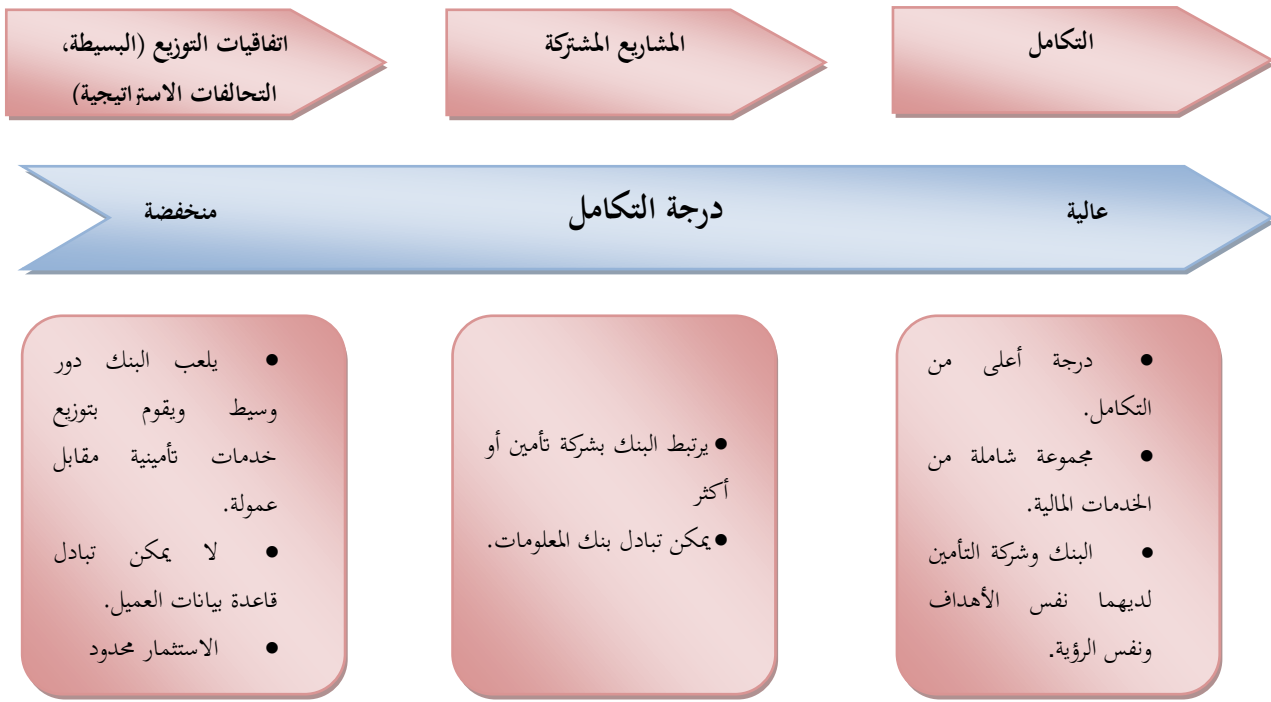 اتفاقيات التوزيع (البسيطة،
التحالفات الاستراتيجية)
المشاريع المشتركة
التكامل
منخفضة
درجة التكامل
عالية
• يلعب البنك دور
وسيط ويقوم بتوزيع
خدمات تأمينية مقابل
عمولة.
• لا يمكن تبادل
قاعدة بيانات العميل.
• الاستثمار محدود
• يرتبط البنك بشركة تأمين أو
أكثر
• يمكن تبادل بنك المعلومات.
• درجة أعلى من
التكامل.
• مجموعة شاملة من
الخدمات المالية.
• البنك وشركة التأمين
لديهما نفس الأهداف
ونفس الرؤية.